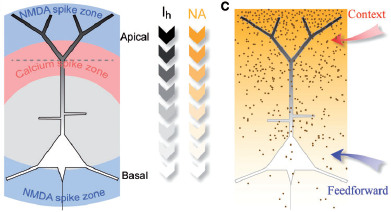 NMDA spike zone
Apical
Calcium spike zone
Basal
NMDA spike zone
Ih
NA
C
Context
Feedforward